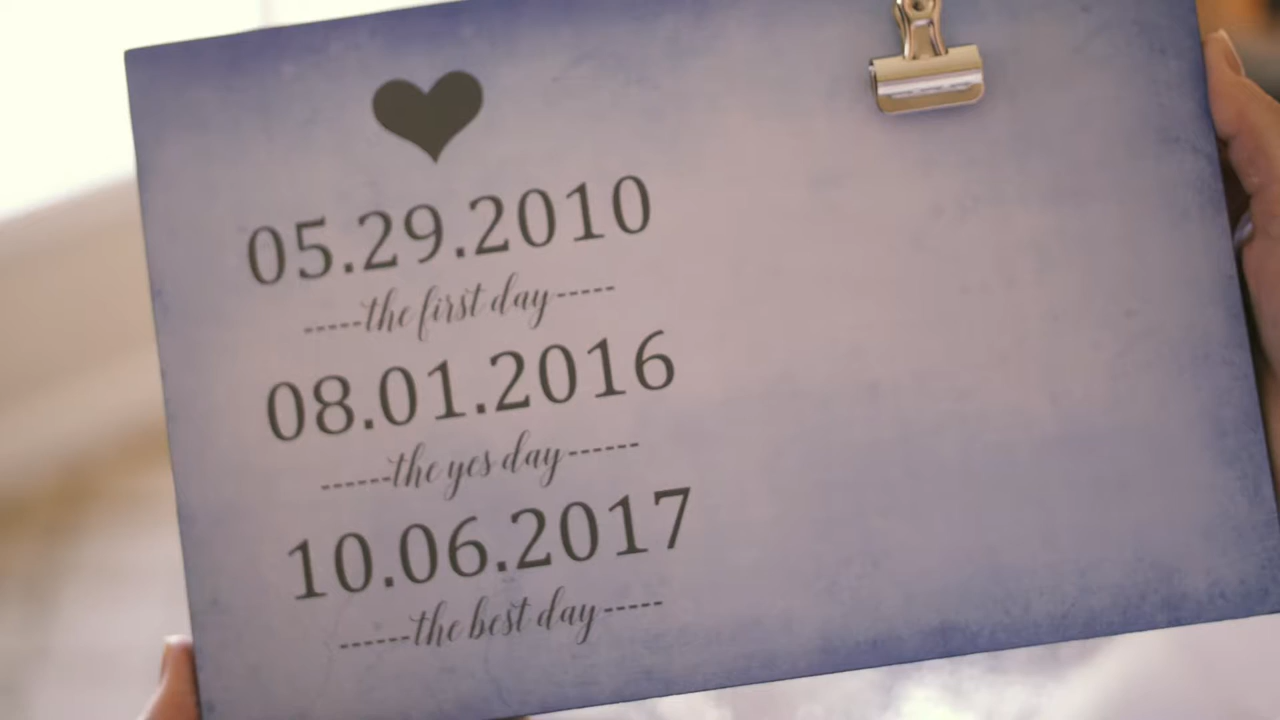 05.29.2010
-----the first day-----
08.01.2016
------the yes day------
10.06.2017
------the best day-----